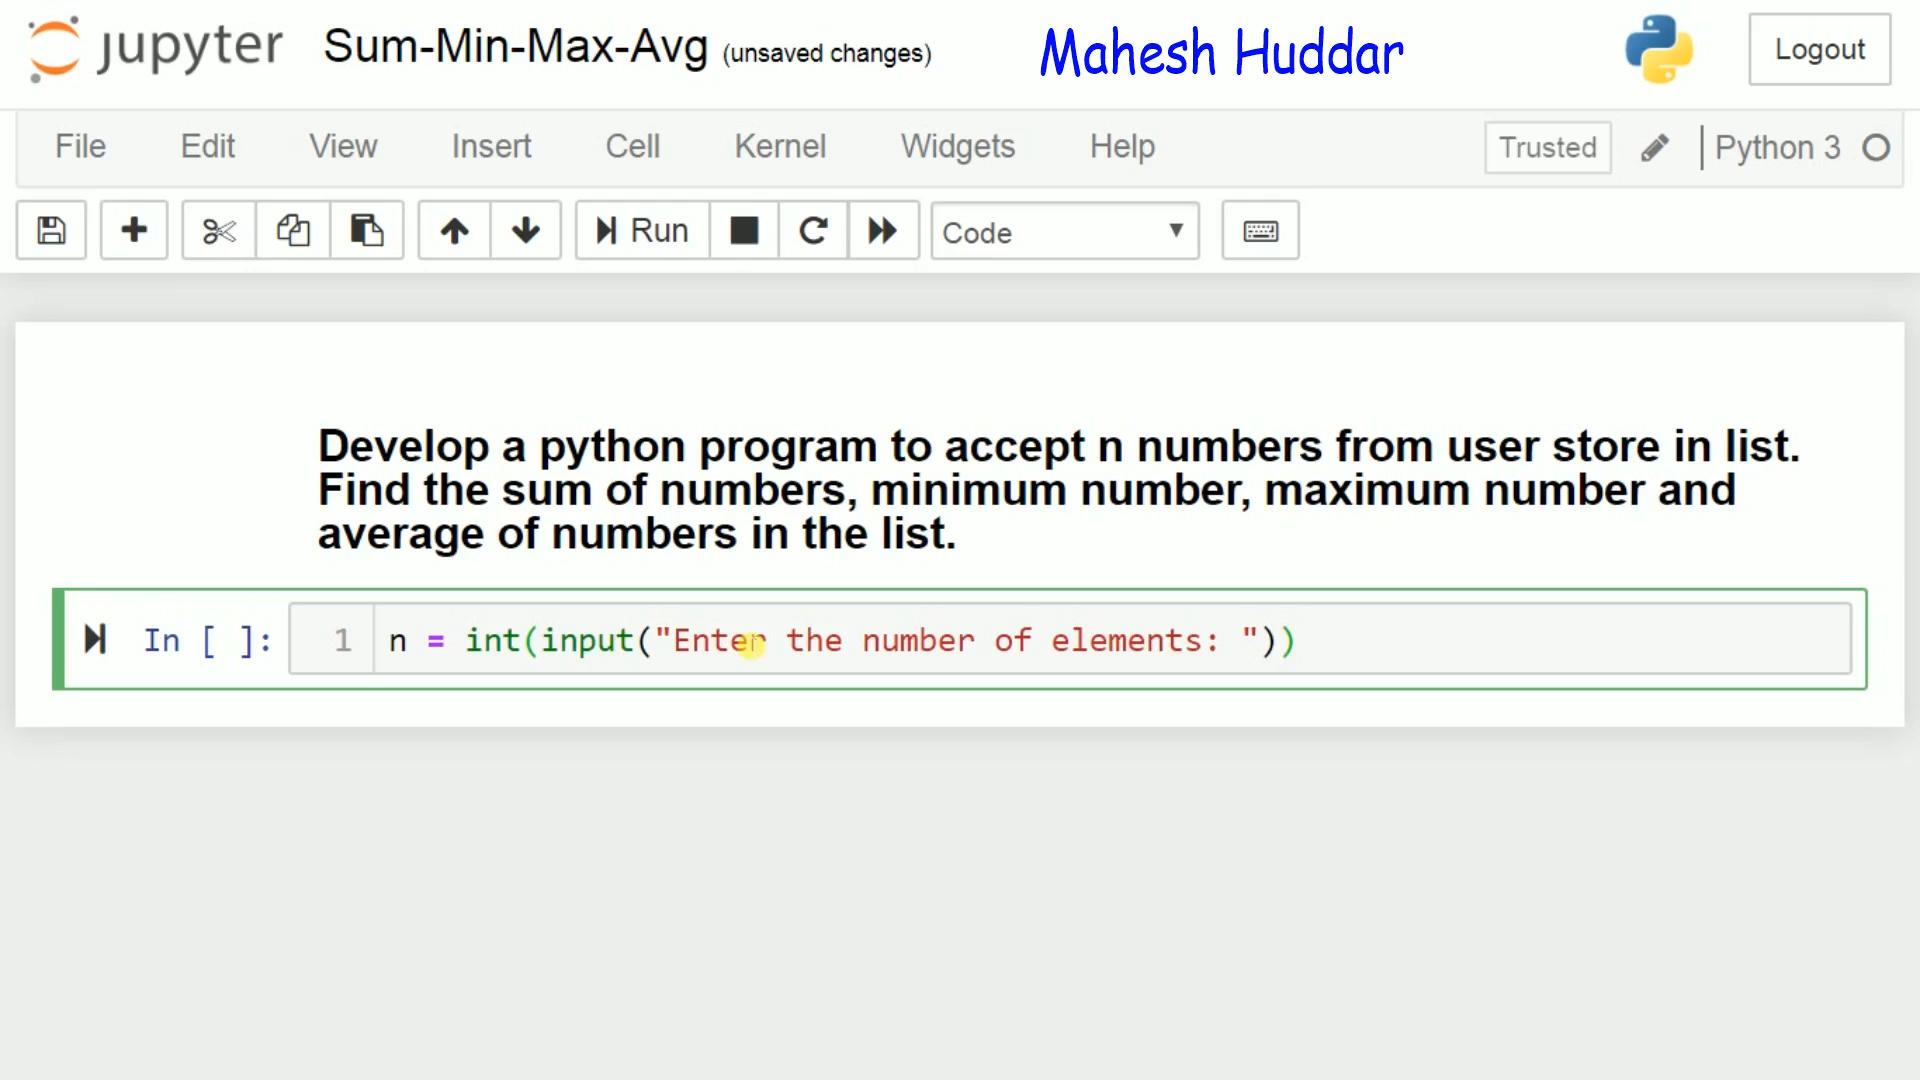 jupyter Sum-Min-Max-Avg (unsaved changes) Mahesh Huddar Logout
File Edit View Insert Cell Kernel Widgets Help Trusted Python 3
Run Code
Develop a python program to accept n numbers from user store in list.
Find the sum of numbers, minimum number, maximum number and
average of numbers in the list.
In [ ]: 1 n = int(input("Enter the number of elements: "))